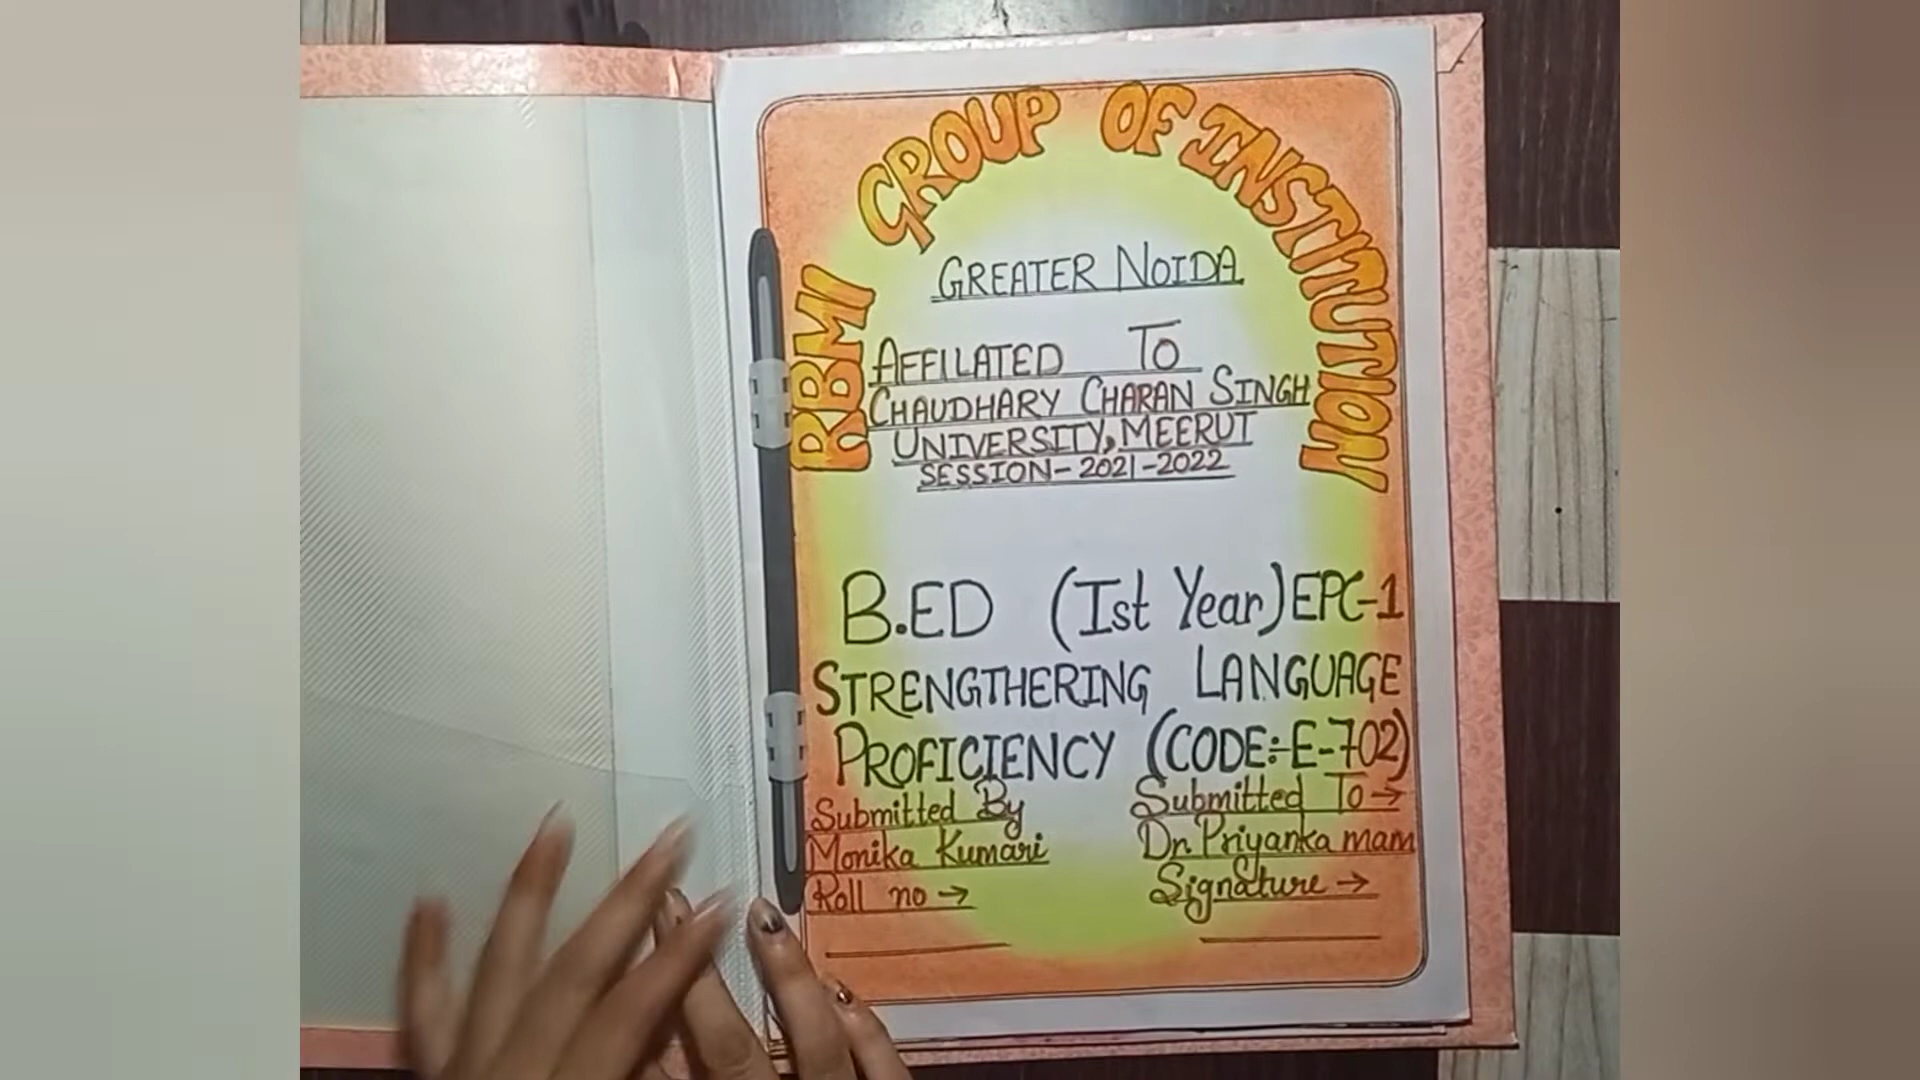 RBMI GROUP OF INSTITUTION
GREATER NOIDA
AFFILATED TO
CHAUDHARY CHARAN SINGH
UNIVERSITY, MEERUT
SESSION-2021-2022
B.ED (Ist Year) EPC-1
STRENGTHERING LANGUAGE
PROFICIENCY (CODE:-E-702)
Submitted By
Monika Kumari
Roll no →
Submitted To →
Dr. Priyanka mam
Signature →